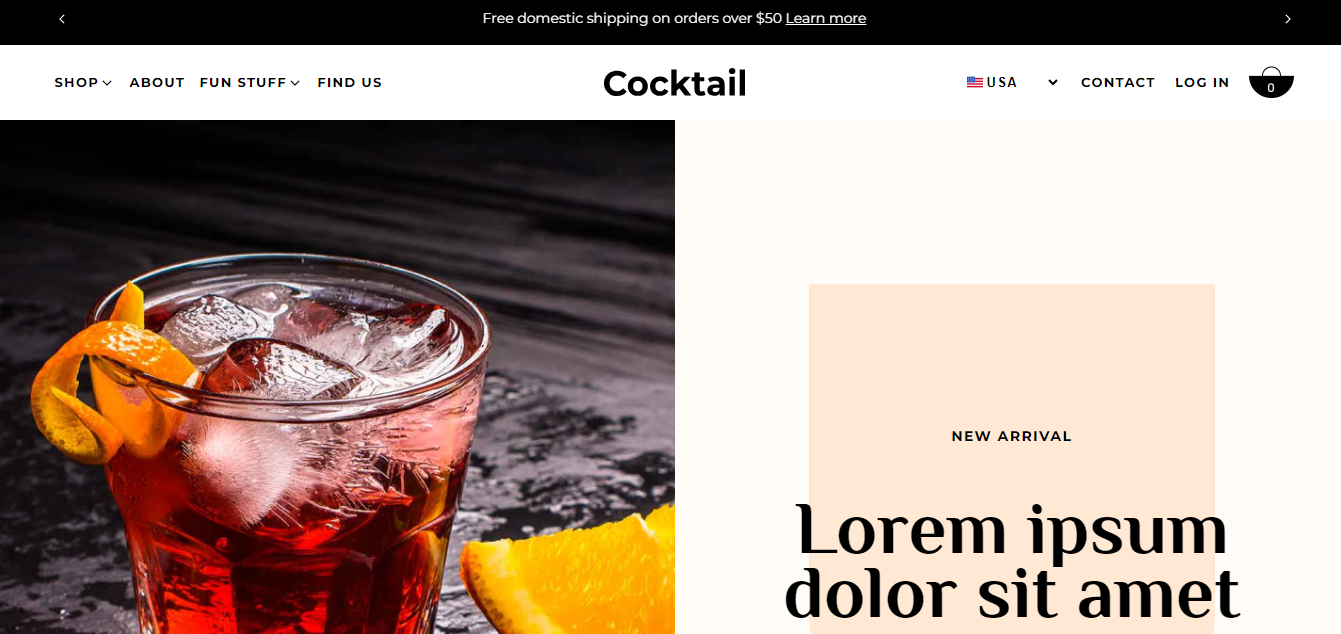 Free domestic shipping on orders over $50 Learn more
SHOP ABOUT FUN STUFF FIND US Cocktail USA CONTACT LOG IN 0
NEW ARRIVAL
Lorem ipsum
dolor sit amet